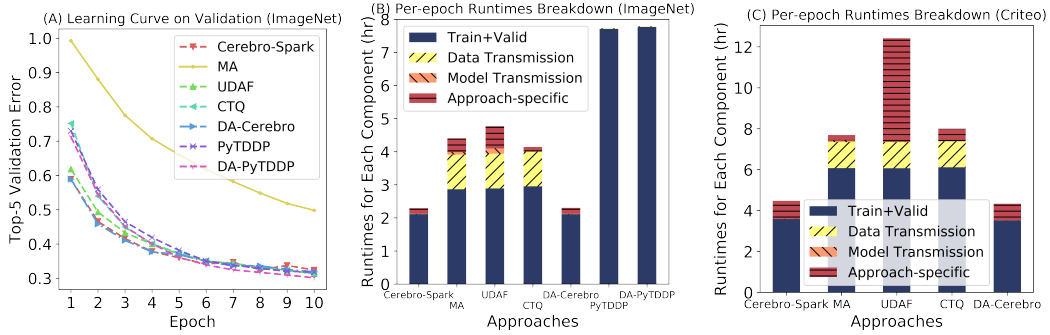 (A) Learning Curve on Validation (ImageNet)
Top-5 Validation Error
1.0
0.9
0.8
0.7
0.6
0.5
0.4
0.3
Cerebro-Spark
MA
UDAF
CTQ
DA-Cerebro
PyTDDP
DA-PyTDDP
1 2 3 4 5 6 7 8 9 10
Epoch
(B) Per-epoch Runtimes Breakdown (ImageNet)
Runtimes for Each Component (hr)
8
7
6
5
4
3
2
1
0
Train+Valid
Data Transmission
Model Transmission
Approach-specific
Cerebro-Spark UDAF DA-Cerebro DA-PyTDDP
MA CTQ PyTDDP
Approaches
(C) Per-epoch Runtimes Breakdown (Criteo)
Runtimes for Each Component (hr)
12
10
8
6
4
2
0
Train+Valid
Data Transmission
Model Transmission
Approach-specific
Cerebro-Spark MA UDAF CTQ DA-Cerebro
Approaches